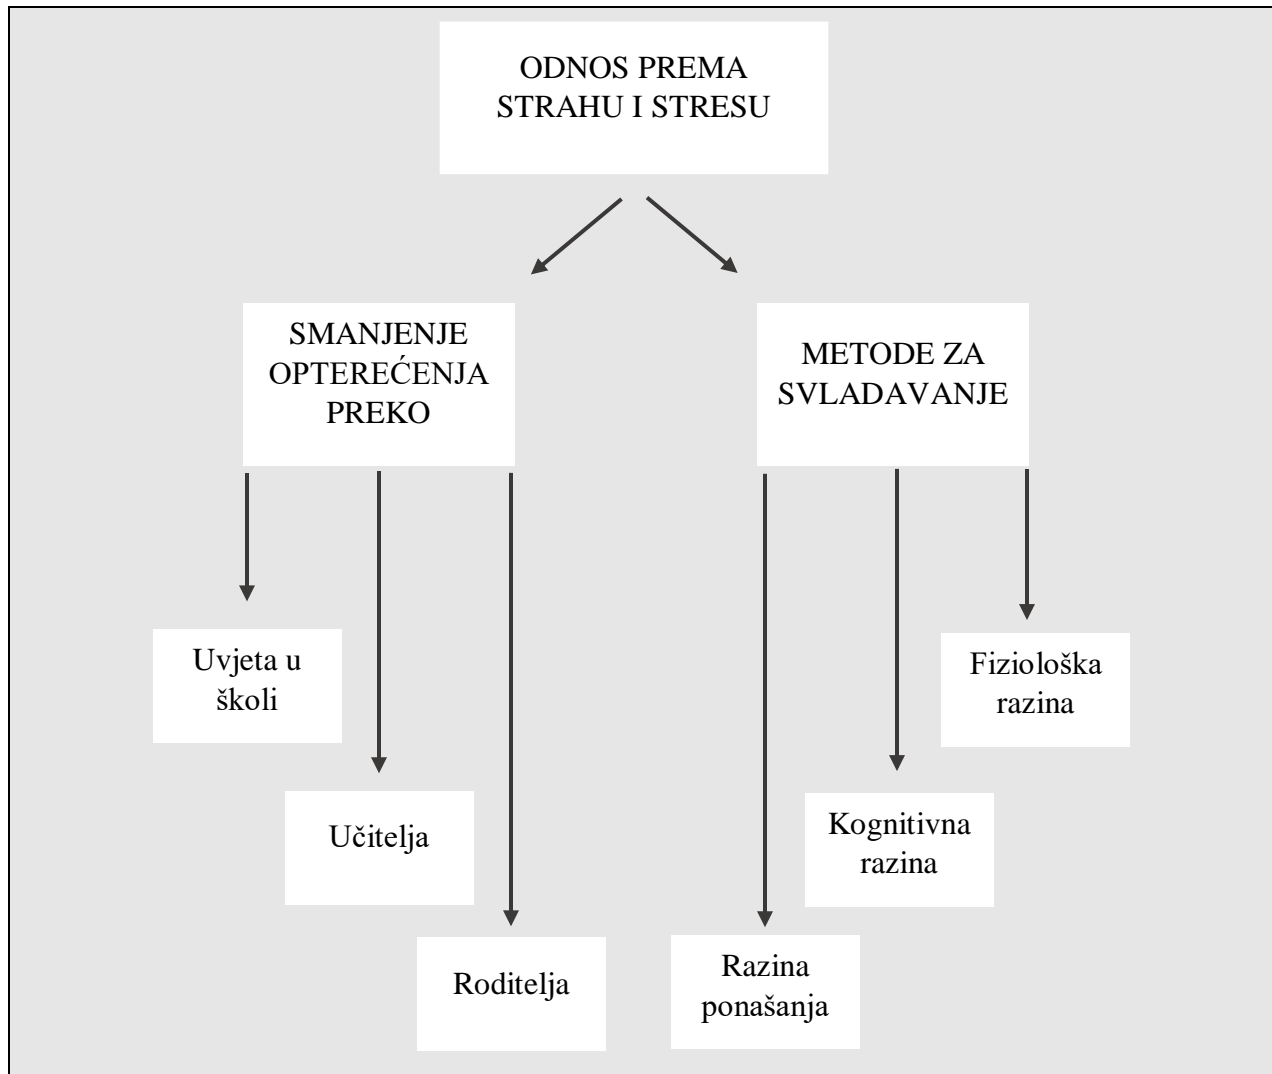 ODNOS PREMA
STRAHU I STRESU
SMANJENJE
OPTEREĆENJA
PREKO
METODE ZA
SVLADAVANJE
Uvjeta u
školi
Fiziološka
razina
Učitelja
Kognitivna
razina
Roditelja
Razina
ponašanja